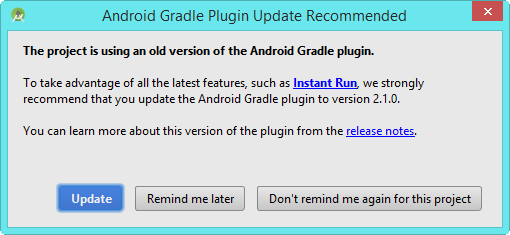 Android Gradle Plugin Update Recommended
The project is using an old version of the Android Gradle plugin.
To take advantage of all the latest features, such as Instant Run, we strongly
recommend that you update the Android Gradle plugin to version 2.1.0.
You can learn more about this version of the plugin from the release notes.
Update Remind me later Don't remind me again for this project